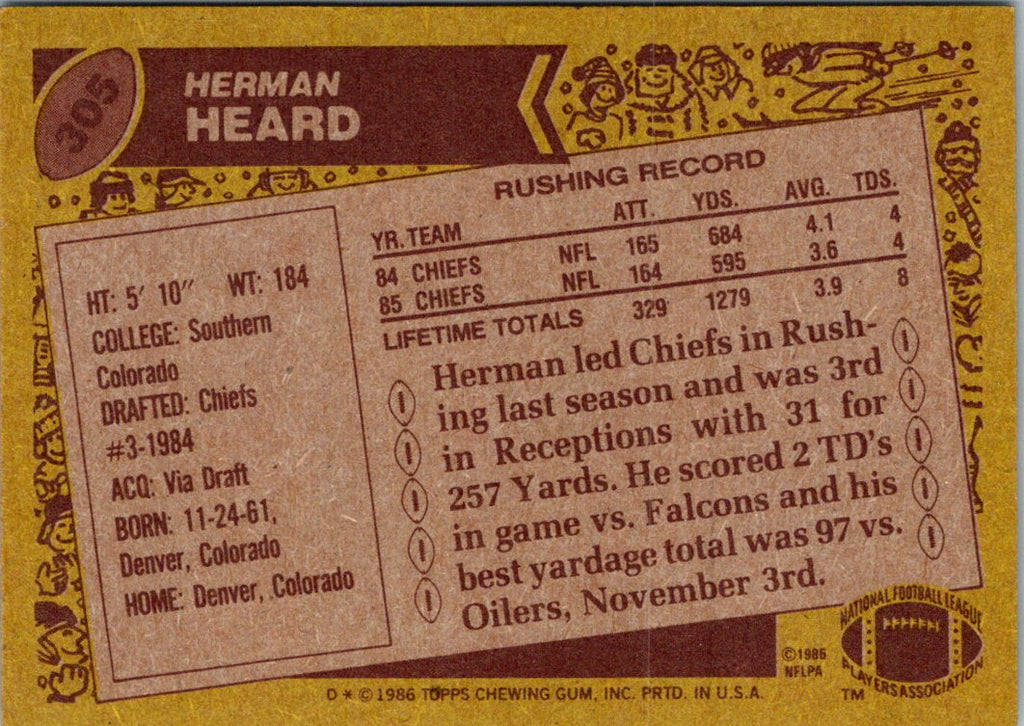 305
HERMAN
HEARD
RUSHING RECORD
YR. TEAM ATT. YDS. AVG. TDS.
84 CHIEFS NFL 165 684 4.1 4
85 CHIEFS NFL 164 595 3.6 4
LIFETIME TOTALS 329 1279 3.9 8
HT: 5' 10" WT: 184
COLLEGE: Southern
Colorado
DRAFTED: Chiefs
#3-1984
ACQ: Via Draft
BORN: 11-24-61,
Denver, Colorado
HOME: Denver, Colorado
Herman led Chiefs in Rush-
ing last season and was 3rd
in Receptions with 31 for
257 Yards. He scored 2 TD's
in game vs. Falcons and his
best yardage total was 97 vs.
Oilers, November 3rd.
©1986
NFLPA
NATIONAL FOOTBALL LEAGUE
PLAYERS ASSOCIATION
TM
D * © 1986 TOPPS CHEWING GUM, INC. PRTD. IN U.S.A.